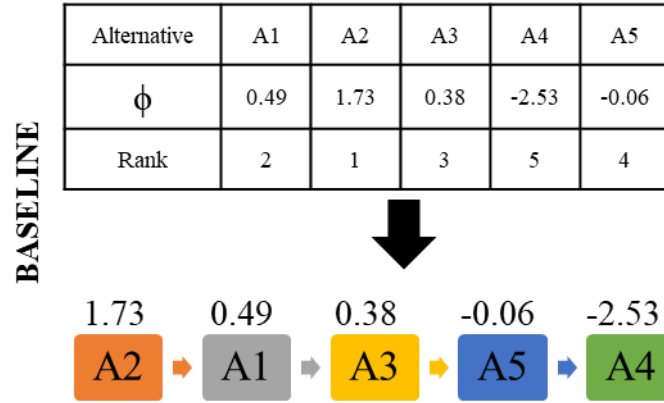 BASELINE
Alternative A1 A2 A3 A4 A5
ϕ 0.49 1.73 0.38 -2.53 -0.06
Rank 2 1 3 5 4
1.73 0.49 0.38 -0.06 -2.53
A2 A1 A3 A5 A4